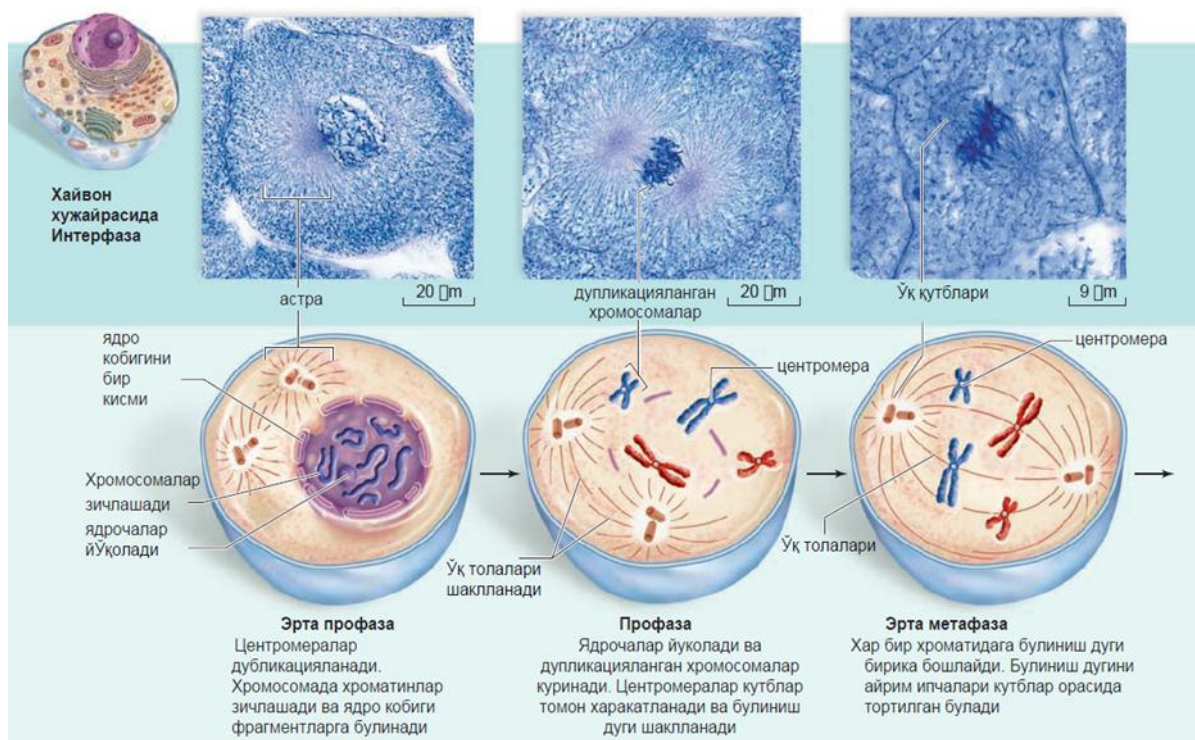 Хайвон
хужайрасида
Интерфаза
астра
20 ▯m
дупликацияланган
хромосомалар
20 ▯m
Ўқ қутблари
9 ▯m
ядро
кобигини
бир
кисми
Хромосомалар
зичлашади
ядрочалар
йЎқолади
центромера
Ўқ толалари
шаклланади
центромера
Ўқ толалари
Эрта профаза
Центромералар
дубликацияланади.
Хромосомада хроматинлар
зичлашади ва ядро кобиги
фрагментларга булинади
Профаза
Ядрочалар йуколади ва
дупликацияланган хромосомалар
куринади. Центромералар кутблар
томон харакатланади ва булиниш
дуги шаклланади
Эрта метафаза
Хар бир хроматидага булиниш дуги
бирика бошлайди. Булиниш дугини
айрим ипчалари кутблар орасида
тортилган булади